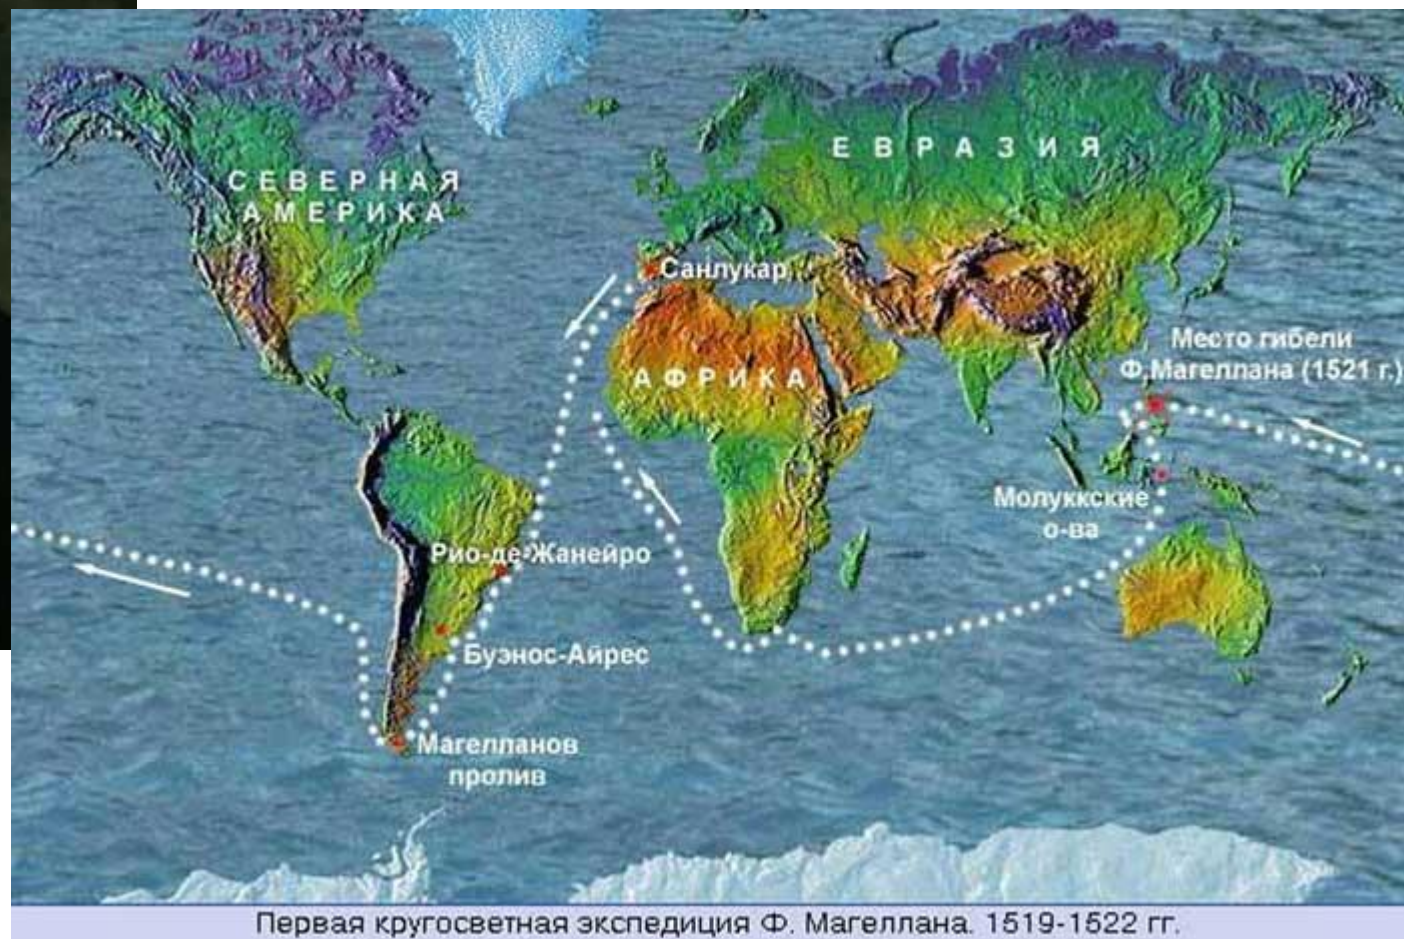 ЕВРАЗИЯ
СЕВЕРНАЯ
АМЕРИКА
Санлукар
Место гибели
Ф.Магеллана (1521 г.)
АФРИКА
Молуккские
о-ва
Рио-де-Жанейро
Буэнос-Айрес
Магелланов
пролив
Первая кругосветная экспедиция Ф. Магеллана. 1519-1522 гг.